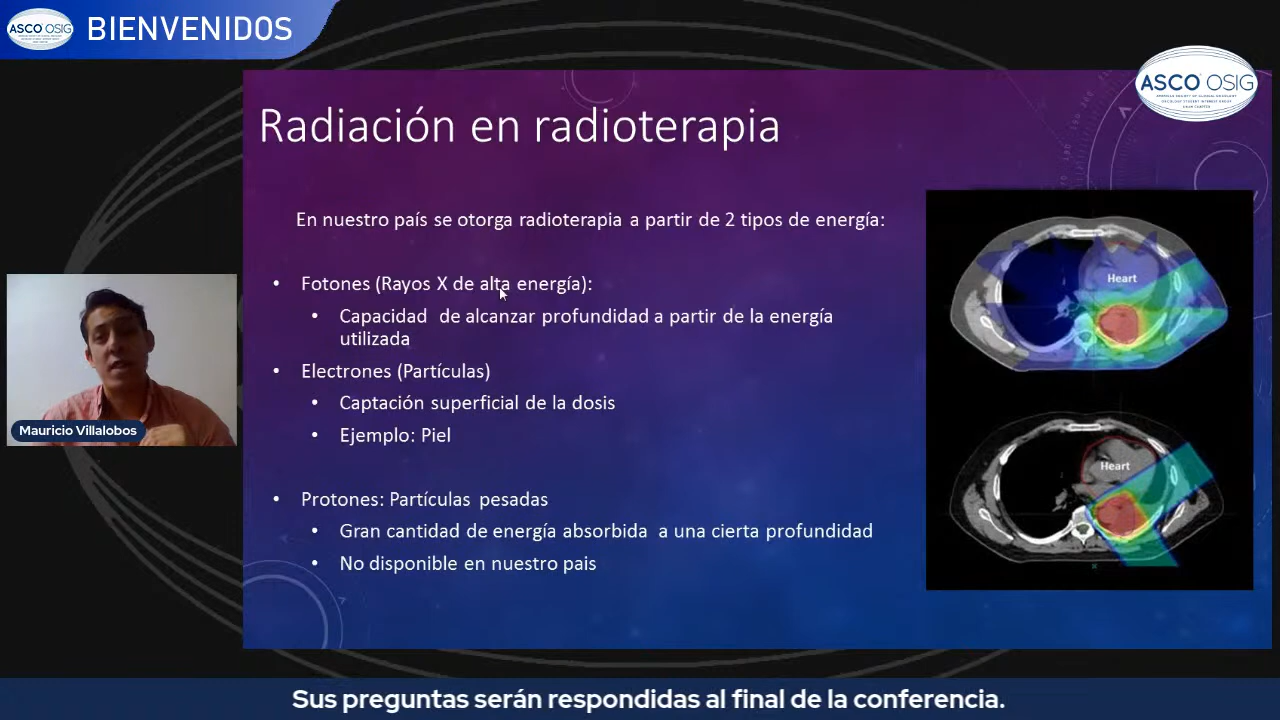 ASCO OSIG
BIENVENIDOS
ASCO OSIG
Radiación en radioterapia
En nuestro país se otorga radioterapia a partir de 2 tipos de energía:
• Fotones (Rayos X de alta energía):
• Capacidad de alcanzar profundidad a partir de la energía
utilizada
• Electrones (Partículas)
• Captación superficial de la dosis
• Ejemplo: Piel
• Protones: Partículas pesadas
• Gran cantidad de energía absorbida a una cierta profundidad
• No disponible en nuestro pais
Heart
Heart
Mauricio Villalobos
Sus preguntas serán respondidas al final de la conferencia.